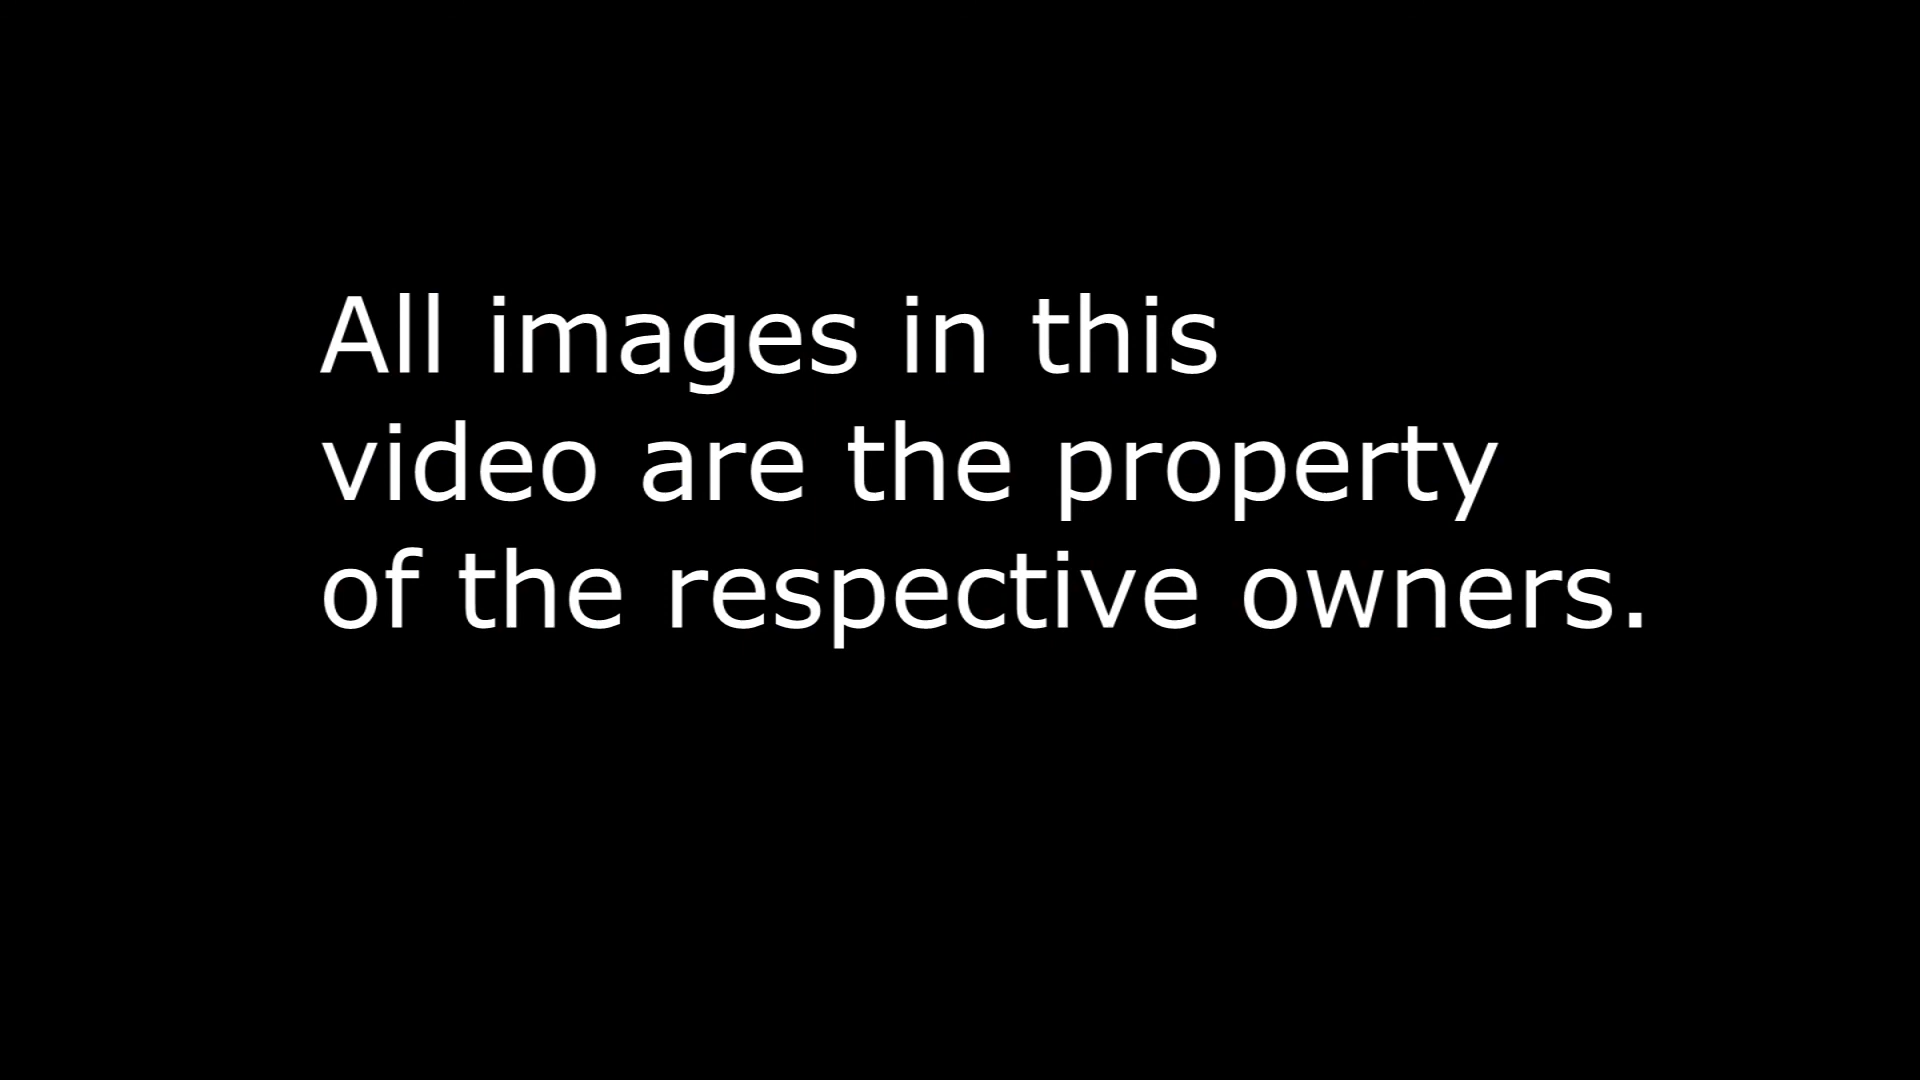 All images in this
video are the property
of the respective owners.